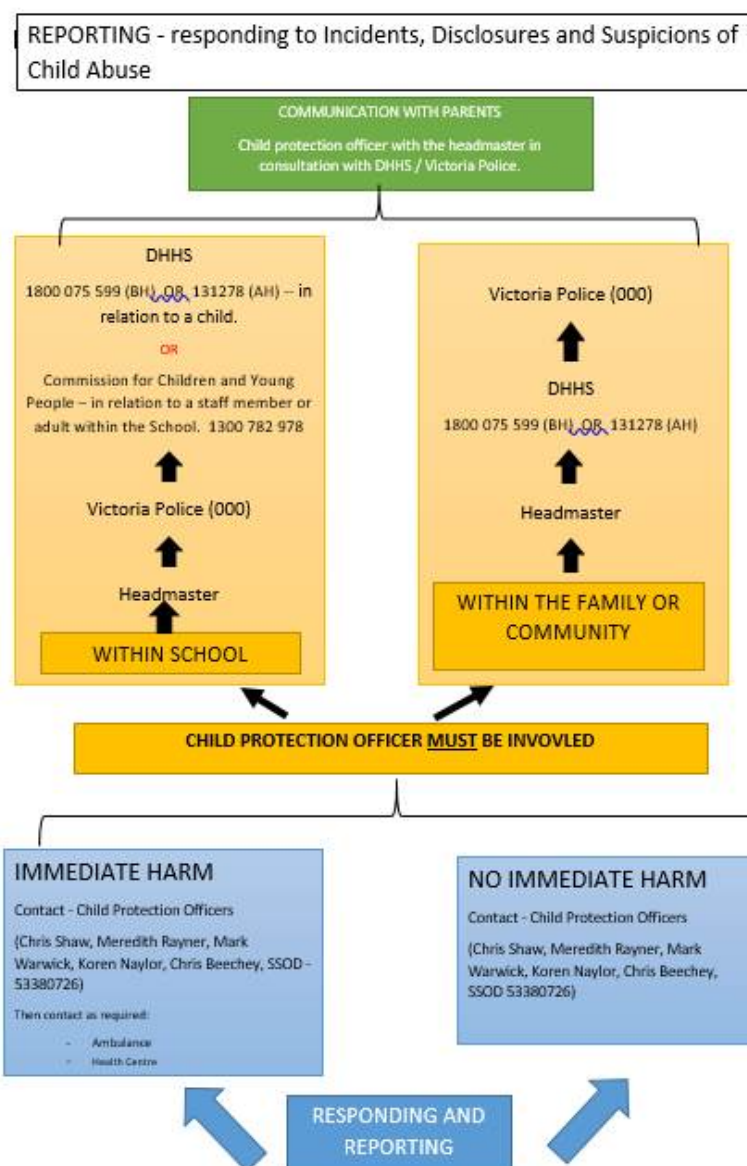 REPORTING - responding to Incidents, Disclosures and Suspicions of
Child Abuse
COMMUNICATION WITH PARENTS
Child protection officer with the headmaster in
consultation with DHHS / Victoria Police.
DHHS
1800 075 599 (BH) OR 131278 (AH) – in
relation to a child.
OR
Commission for Children and Young
People – in relation to a staff member or
adult within the School. 1300 782 978
Victoria Police (000)
Headmaster
WITHIN SCHOOL
Victoria Police (000)
DHHS
1800 075 599 (BH) OR 131278 (AH)
Headmaster
WITHIN THE FAMILY OR
COMMUNITY
CHILD PROTECTION OFFICER MUST BE INVOVLED
IMMEDIATE HARM
Contact - Child Protection Officers
(Chris Shaw, Meredith Rayner, Mark
Warwick, Koren Naylor, Chris Beechey, SSOD -
53380726)
Then contact as required:
- Ambulance
- Health Centre
NO IMMEDIATE HARM
Contact - Child Protection Officers
(Chris Shaw, Meredith Rayner, Mark
Warwick, Koren Naylor, Chris Beechey,
SSOD 53380726)
RESPONDING AND
REPORTING